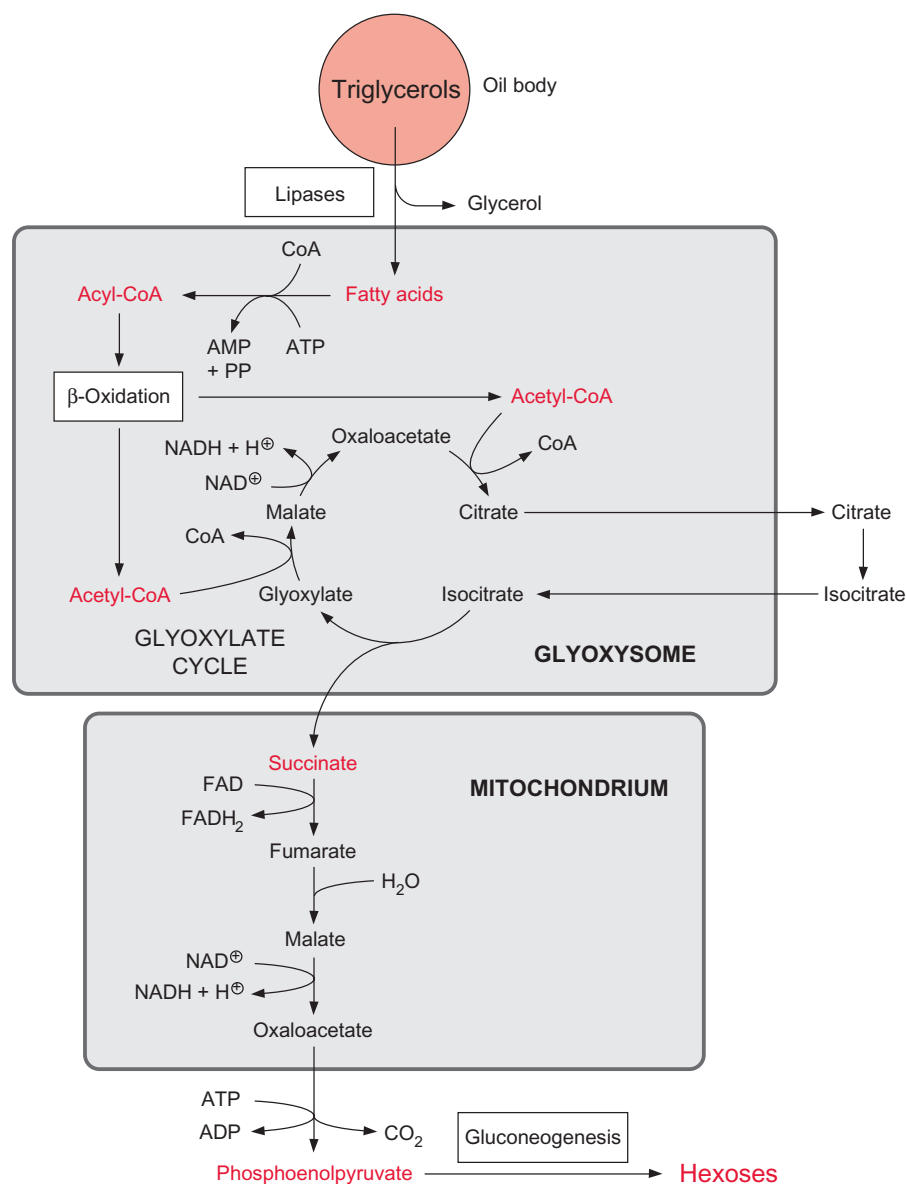 Triglycerols
Oil body
Lipases
Glycerol
CoA
Acyl-CoA
Fatty acids
AMP
+ PP
ATP
β-Oxidation
Acetyl-CoA
NADH + H⊕
Oxaloacetate
CoA
NAD⊕
Malate
Citrate
Citrate
CoA
Acetyl-CoA
Glyoxylate
Isocitrate
Isocitrate
GLYOXYLATE
CYCLE
GLYOXYSOME
Succinate
MITOCHONDRIUM
FAD
FADH₂
Fumarate
H₂O
Malate
NAD⊕
NADH + H⊕
Oxaloacetate
ATP
ADP
CO₂
Gluconeogenesis
Phosphoenolpyruvate
Hexoses